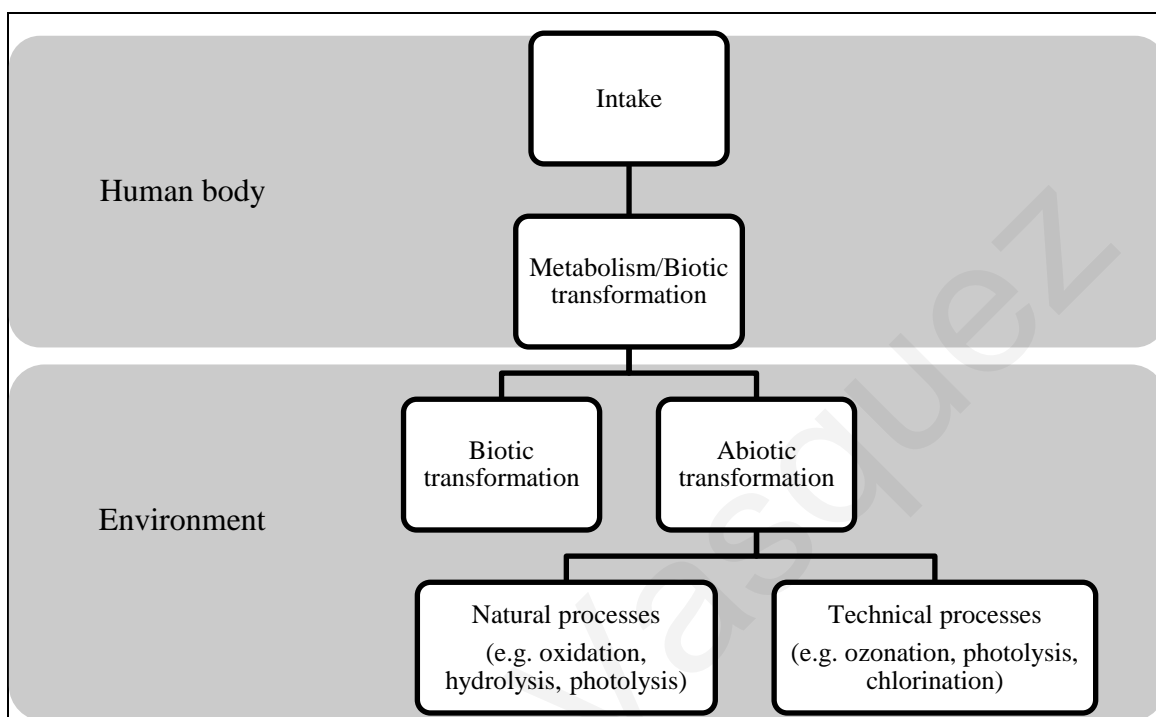 Intake
Human body
Metabolism/Biotic
transformation
Biotic
transformation
Abiotic
transformation
Environment
Natural processes
(e.g. oxidation,
hydrolysis, photolysis)
Technical processes
(e.g. ozonation, photolysis,
chlorination)
Vasquez